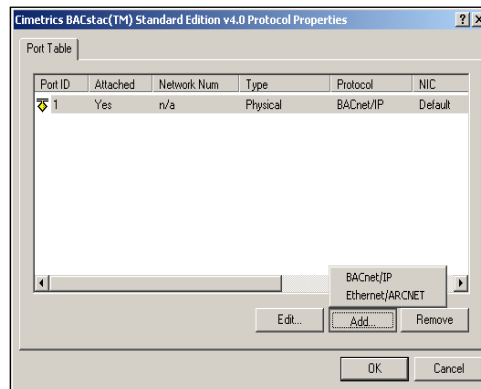 Cimetrics BACstac(TM) Standard Edition v4.0 Protocol Properties
Port Table
Port ID Attached Network Num Type Protocol NIC
1 Yes n/a Physical BACnet/IP Default
BACnet/IP
Ethernet/ARCNET
Edit... Add... Remove
OK Cancel